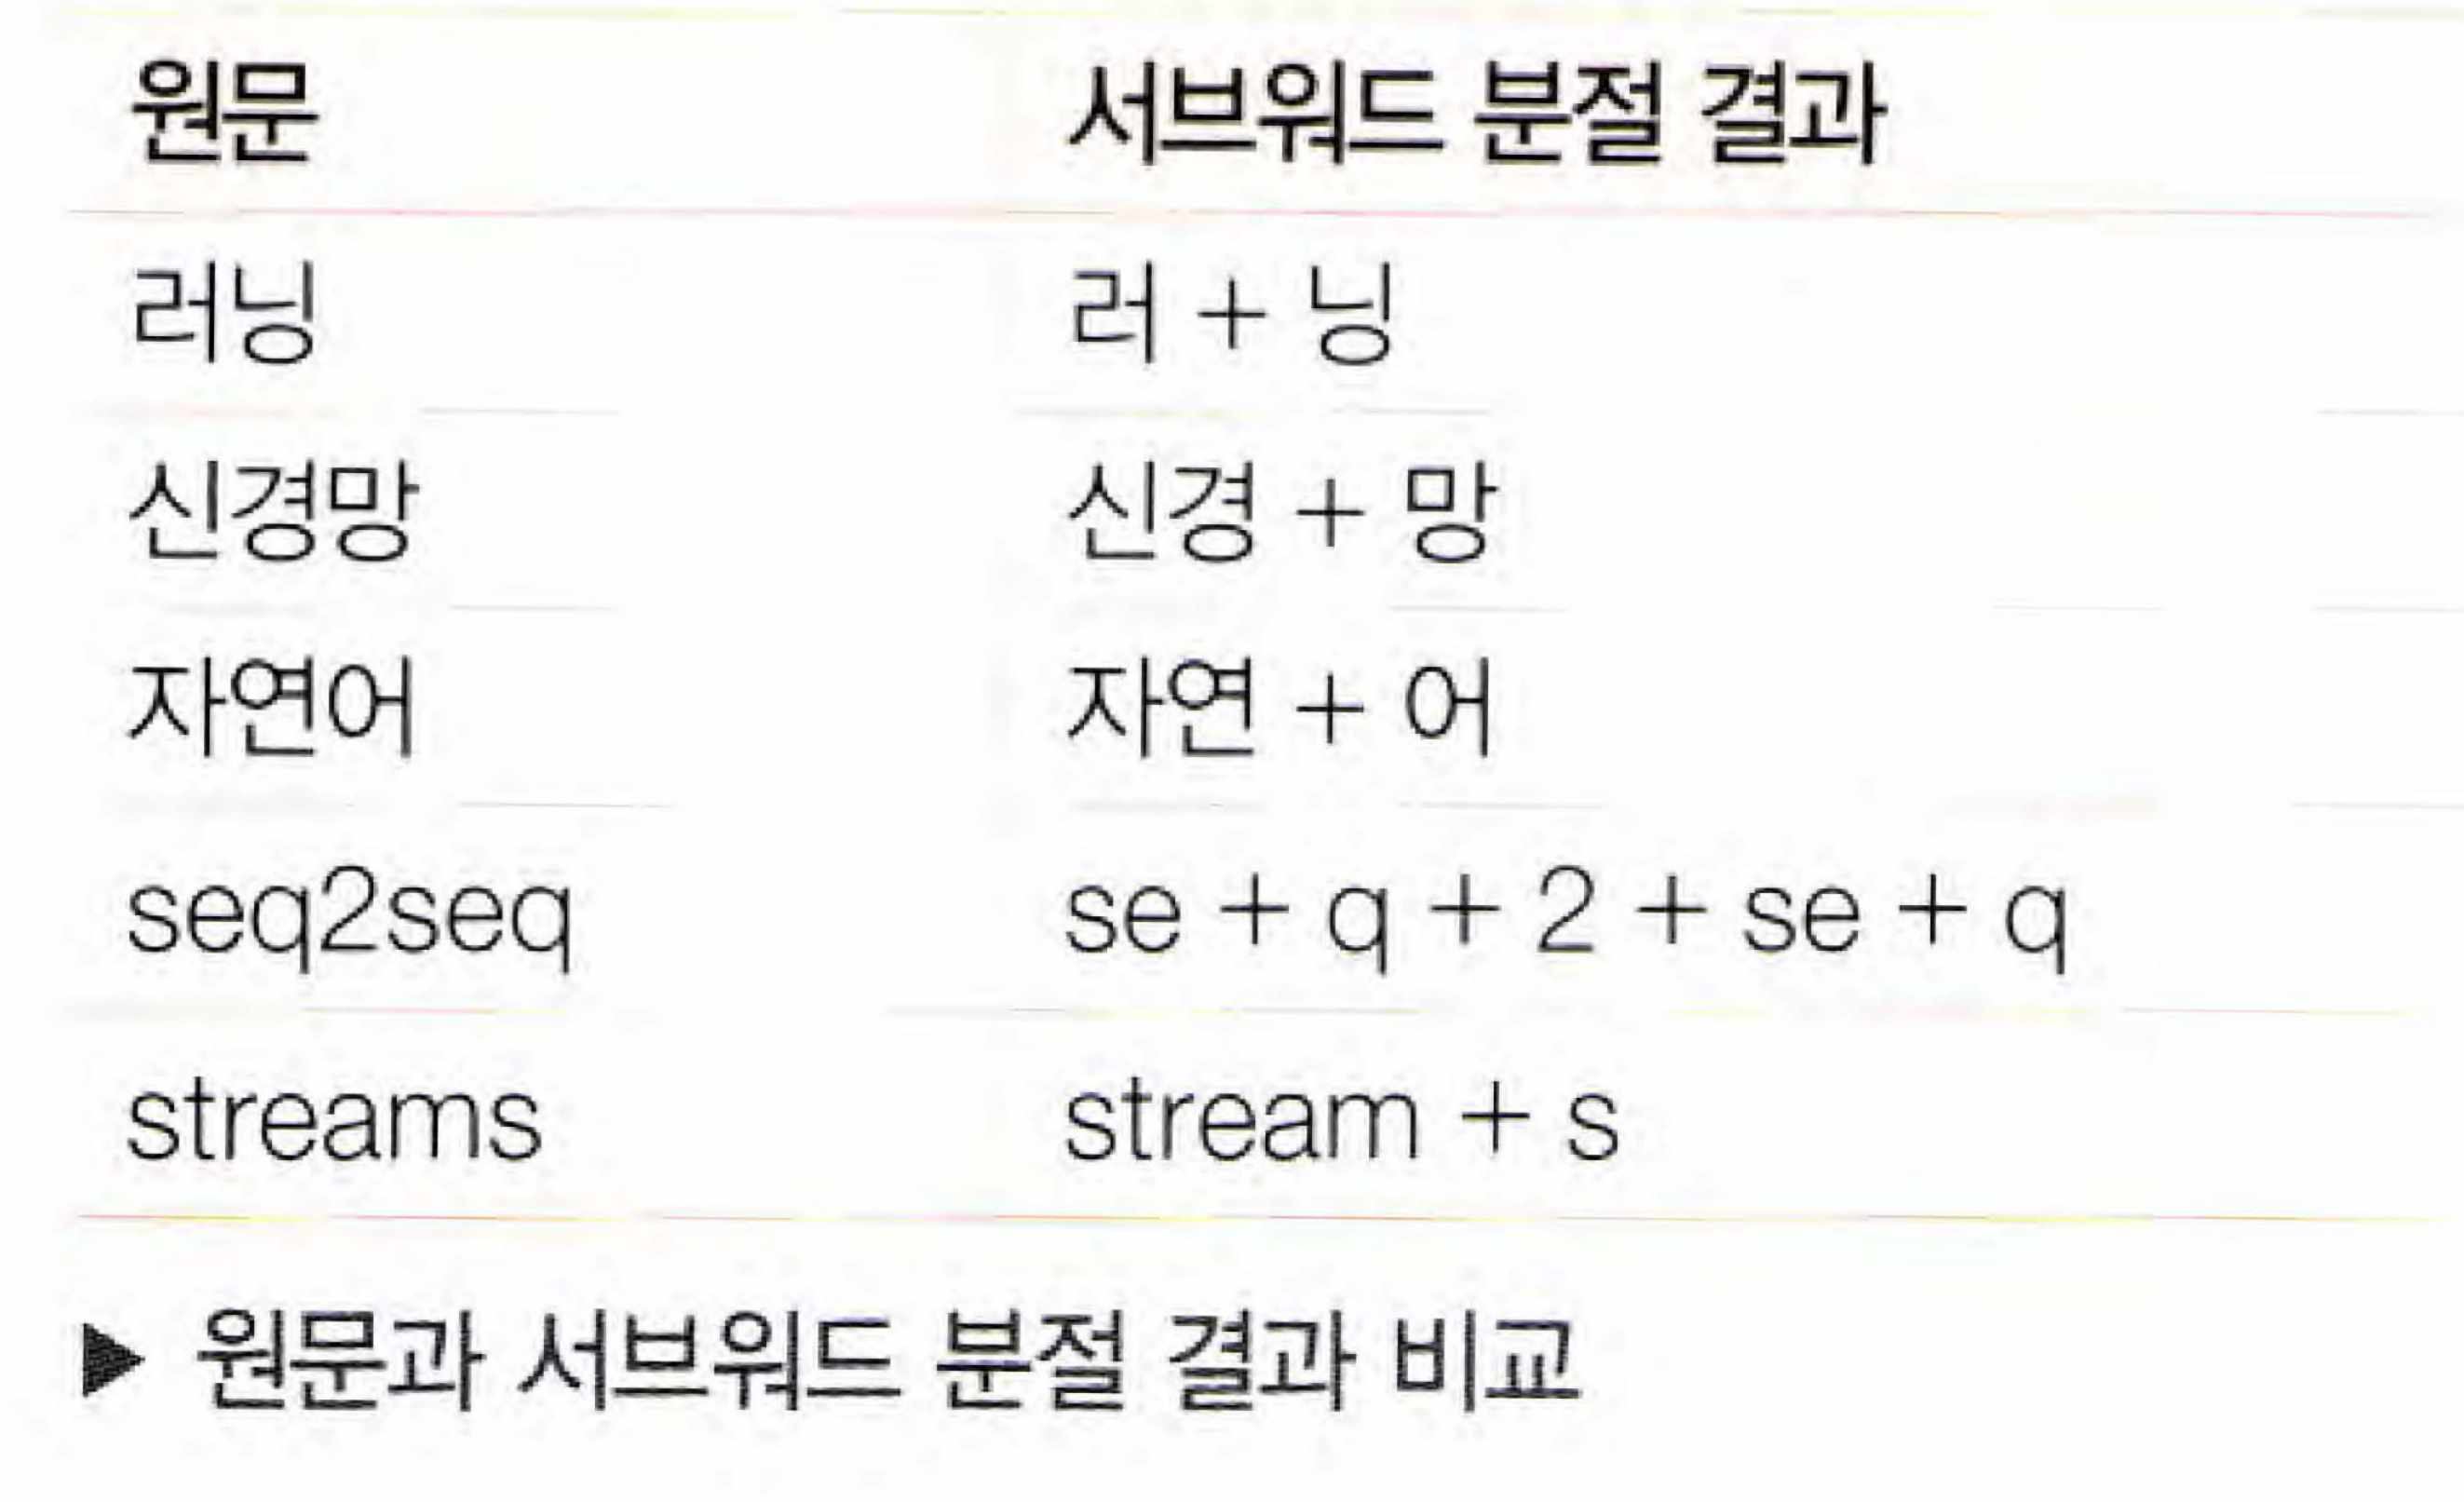 원문 서브워드 분절 결과
러닝 러 + 닝
신경망 신경 + 망
자연어 자연 + 어
seq2seq se + q + 2 + se + q
streams stream + s
▶ 원문과 서브워드 분절 결과 비교